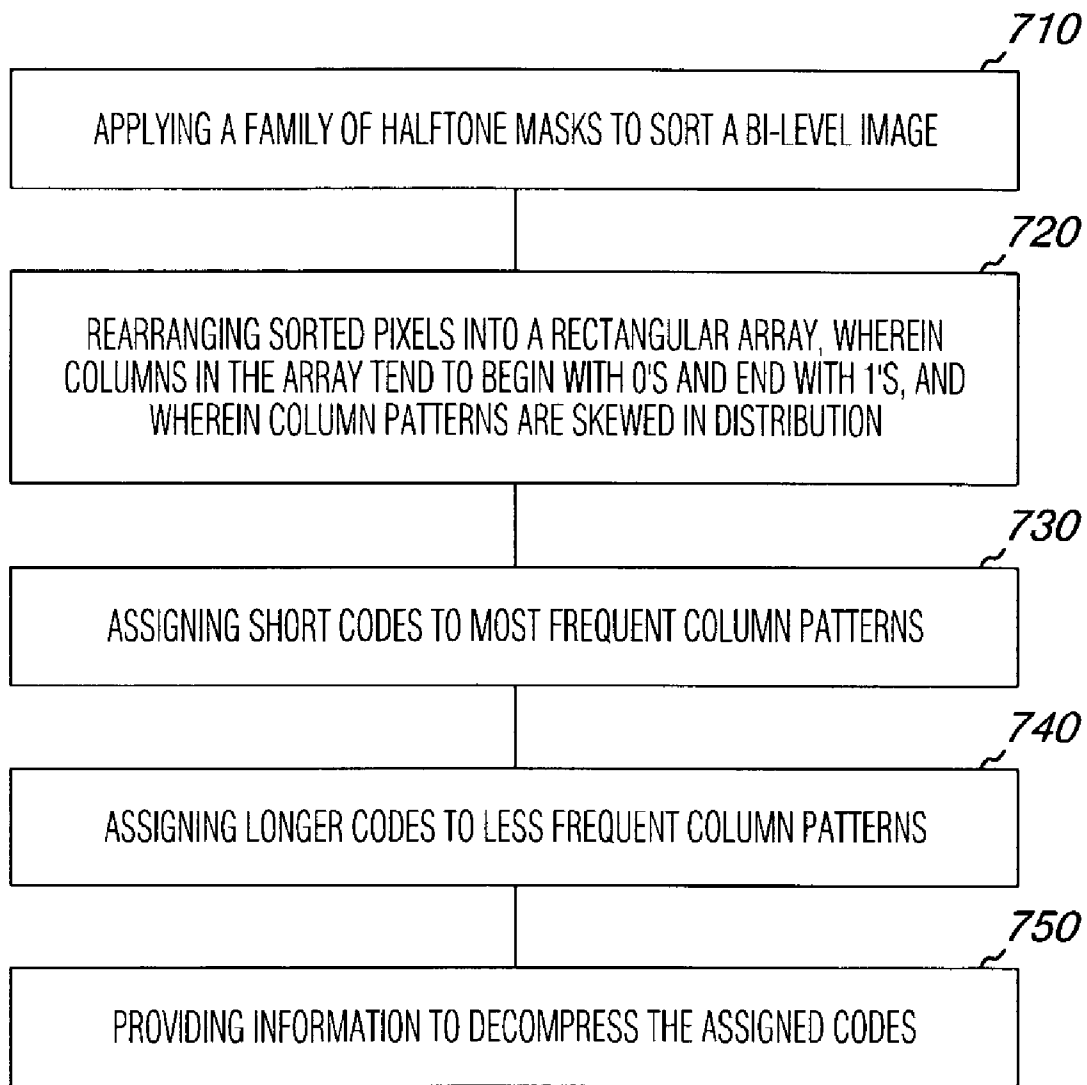 710
APPLYING A FAMILY OF HALFTONE MASKS TO SORT A BI-LEVEL IMAGE
720
REARRANGING SORTED PIXELS INTO A RECTANGULAR ARRAY, WHEREIN
COLUMNS IN THE ARRAY TEND TO BEGIN WITH 0'S AND END WITH 1'S, AND
WHEREIN COLUMN PATTERNS ARE SKEWED IN DISTRIBUTION
730
ASSIGNING SHORT CODES TO MOST FREQUENT COLUMN PATTERNS
740
ASSIGNING LONGER CODES TO LESS FREQUENT COLUMN PATTERNS
750
PROVIDING INFORMATION TO DECOMPRESS THE ASSIGNED CODES